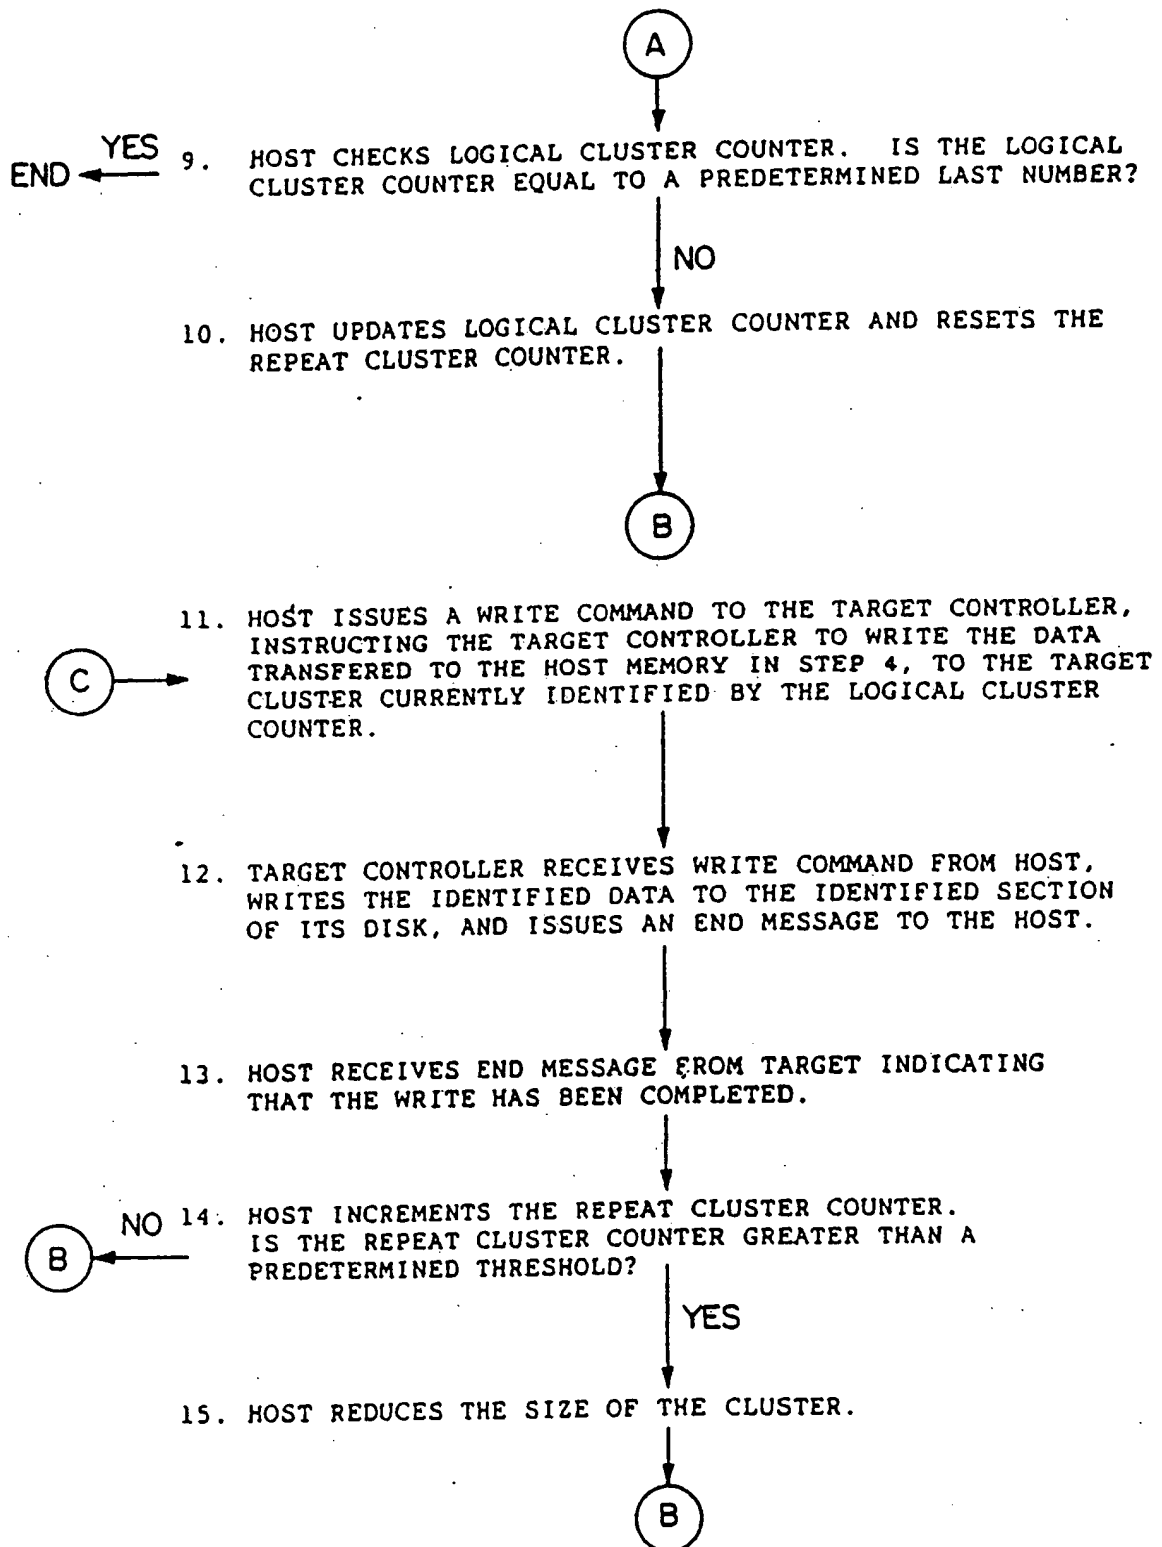 A
YES
END
9. HOST CHECKS LOGICAL CLUSTER COUNTER. IS THE LOGICAL
CLUSTER COUNTER EQUAL TO A PREDETERMINED LAST NUMBER?
NO
10. HOST UPDATES LOGICAL CLUSTER COUNTER AND RESETS THE
REPEAT CLUSTER COUNTER.
B
11. HOST ISSUES A WRITE COMMAND TO THE TARGET CONTROLLER,
INSTRUCTING THE TARGET CONTROLLER TO WRITE THE DATA
TRANSFERED TO THE HOST MEMORY IN STEP 4, TO THE TARGET
CLUSTER CURRENTLY IDENTIFIED BY THE LOGICAL CLUSTER
COUNTER.
C
12. TARGET CONTROLLER RECEIVES WRITE COMMAND FROM HOST,
WRITES THE IDENTIFIED DATA TO THE IDENTIFIED SECTION
OF ITS DISK, AND ISSUES AN END MESSAGE TO THE HOST.
13. HOST RECEIVES END MESSAGE FROM TARGET INDICATING
THAT THE WRITE HAS BEEN COMPLETED.
NO
B
14. HOST INCREMENTS THE REPEAT CLUSTER COUNTER.
IS THE REPEAT CLUSTER COUNTER GREATER THAN A
PREDETERMINED THRESHOLD?
YES
15. HOST REDUCES THE SIZE OF THE CLUSTER.
B